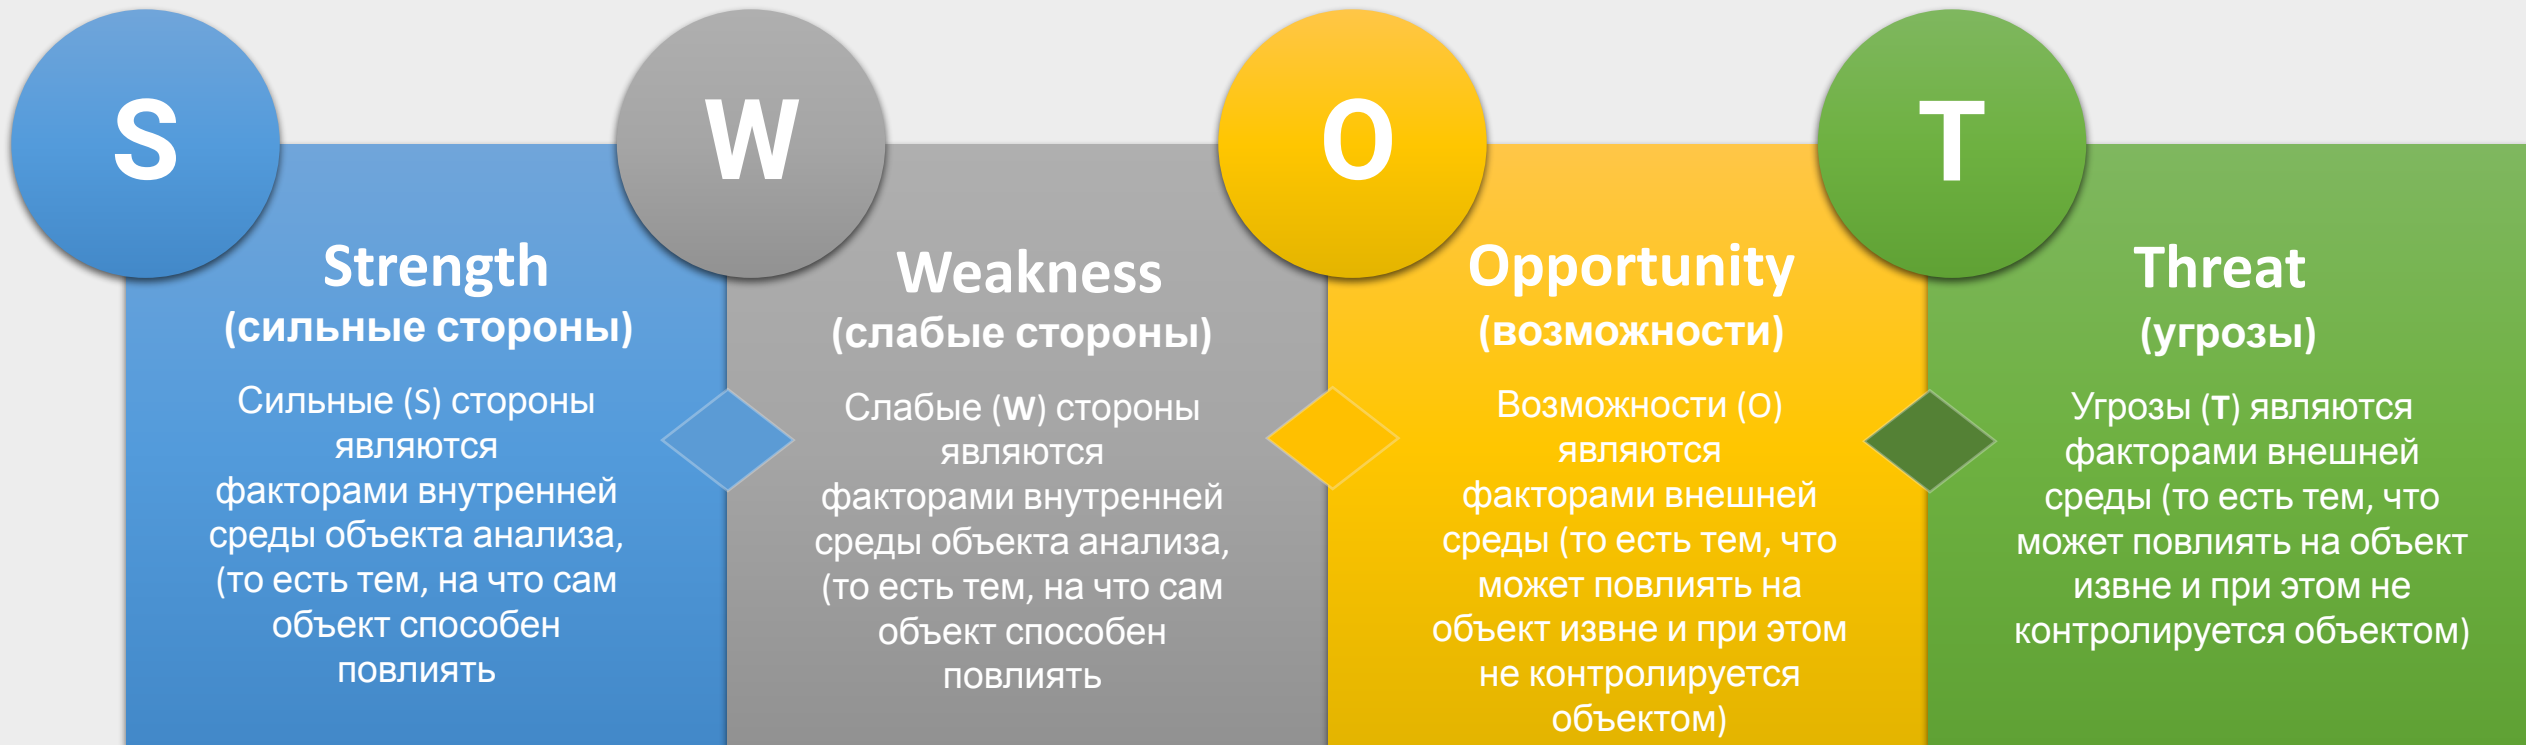 S
Strength
(сильные стороны)
Сильные (S) стороны
являются
факторами внутренней
среды объекта анализа,
(то есть тем, на что сам
объект способен
повлиять
W
Weakness
(слабые стороны)
Слабые (W) стороны
являются
факторами внутренней
среды объекта анализа,
(то есть тем, на что сам
объект способен
повлиять
O
Opportunity
(возможности)
Возможности (O)
являются
факторами внешней
среды (то есть тем, что
может повлиять на
объект извне и при этом
не контролируется
объектом)
T
Threat
(угрозы)
Угрозы (T) являются
факторами внешней
среды (то есть тем, что
может повлиять на объект
извне и при этом не
контролируется объектом)